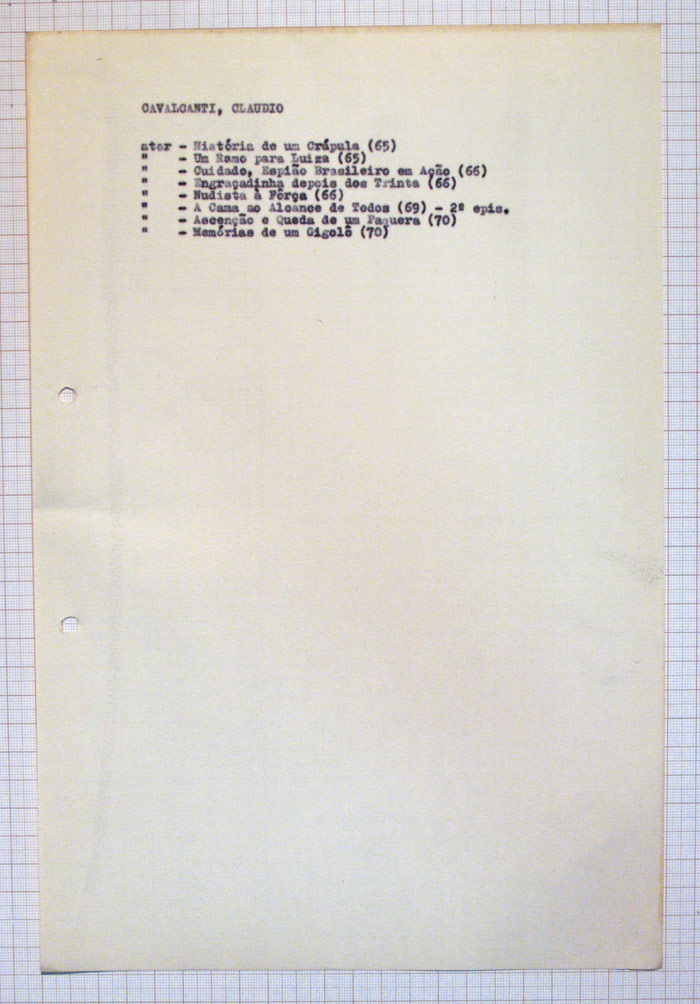 CAVALCANTI, CLAUDIO
ator - História de um Crápula (65)
" - Um Ramo para Luiza (65)
" - Cuidado, Espião Brasileiro em Ação (66)
" - Engraçadinha depois dos Trinta (66)
" - Nudista à Fôrça (66)
" - A Cama ao Alcance de Todos (69) - 2º epis.
" - Ascenção e Queda de um Paquera (70)
" - Memórias de um Gigolô (70)